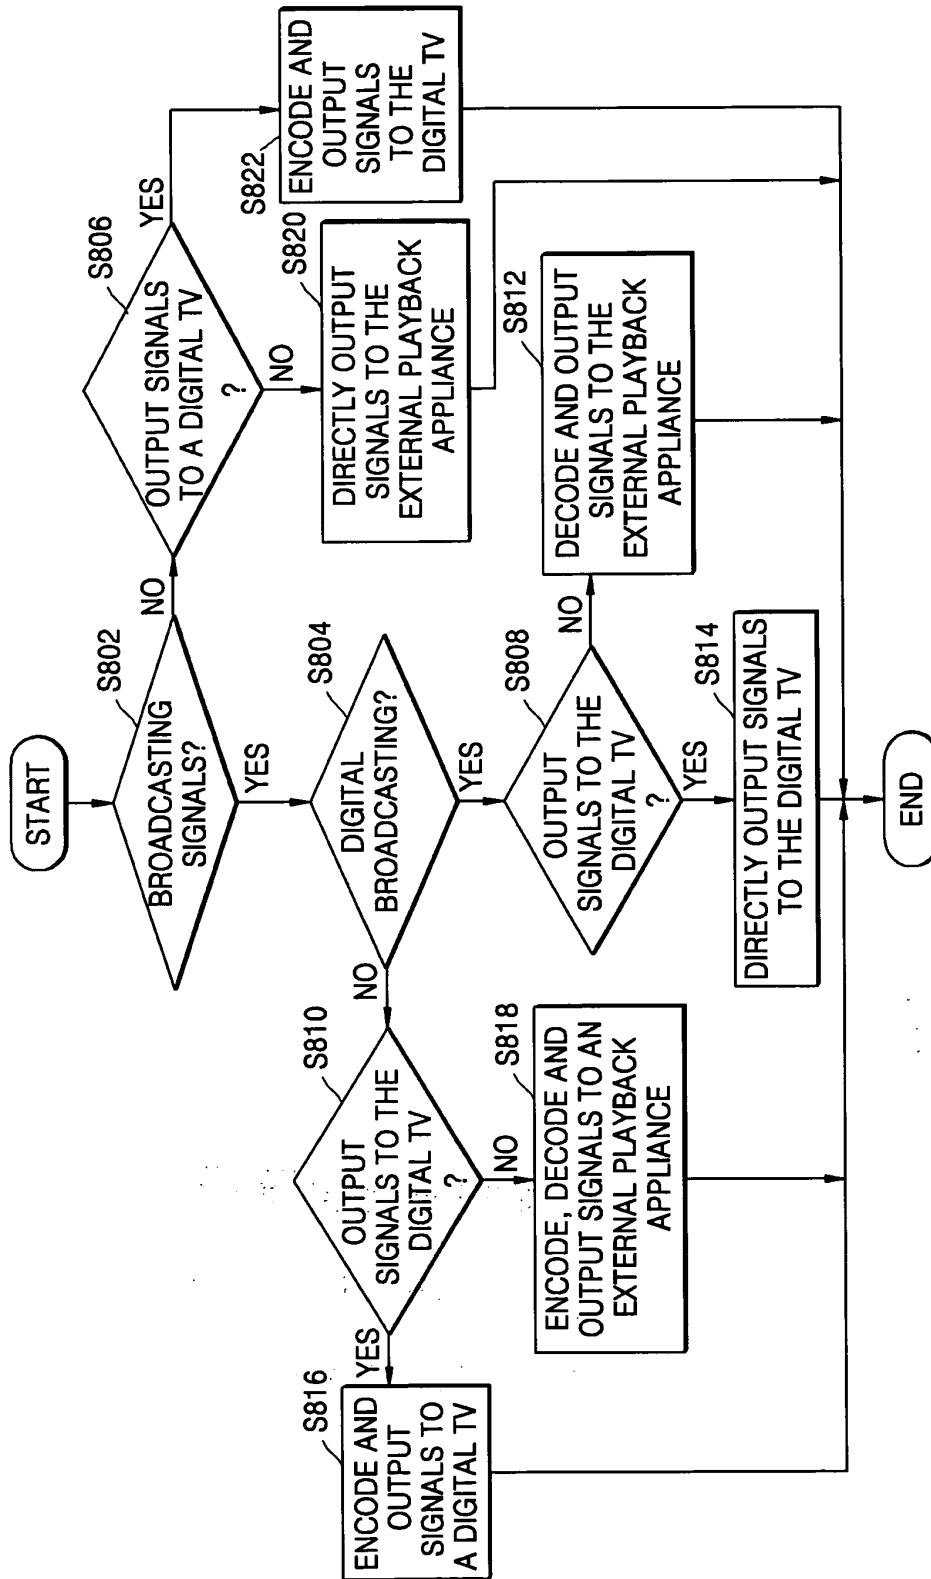 START
S802
BROADCASTING
SIGNALS?
NO
YES
S806
OUTPUT SIGNALS
TO A DIGITAL TV
?
YES
NO
S822
ENCODE AND
OUTPUT
SIGNALS
TO THE
DIGITAL TV
S820
DIRECTLY OUTPUT
SIGNALS TO THE
EXTERNAL PLAYBACK
APPLIANCE
S804
DIGITAL
BROADCASTING?
NO
YES
S810
OUTPUT
SIGNALS TO THE
DIGITAL TV
?
YES
NO
S808
OUTPUT
SIGNALS TO THE
DIGITAL TV
?
NO
YES
S812
DECODE AND OUTPUT
SIGNALS TO THE
EXTERNAL PLAYBACK
APPLIANCE
S816
ENCODE AND
OUTPUT
SIGNALS TO
A DIGITAL TV
S818
ENCODE, DECODE AND
OUTPUT SIGNALS TO AN
EXTERNAL PLAYBACK
APPLIANCE
S814
DIRECTLY OUTPUT SIGNALS
TO THE DIGITAL TV
END